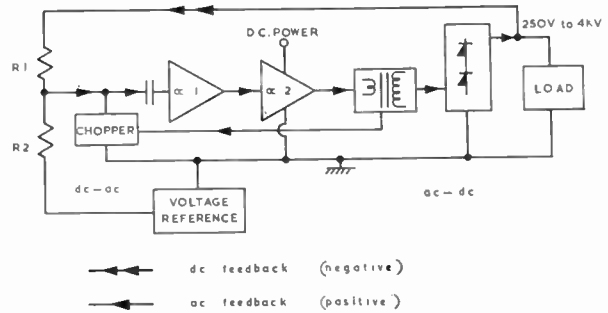 D.C. POWER
250V to 4kV
R1
∝ 1
∝ 2
LOAD
CHOPPER
R2
dc-ac
VOLTAGE
REFERENCE
ac-dc
dc feedback (negative)
ac feedback (positive)